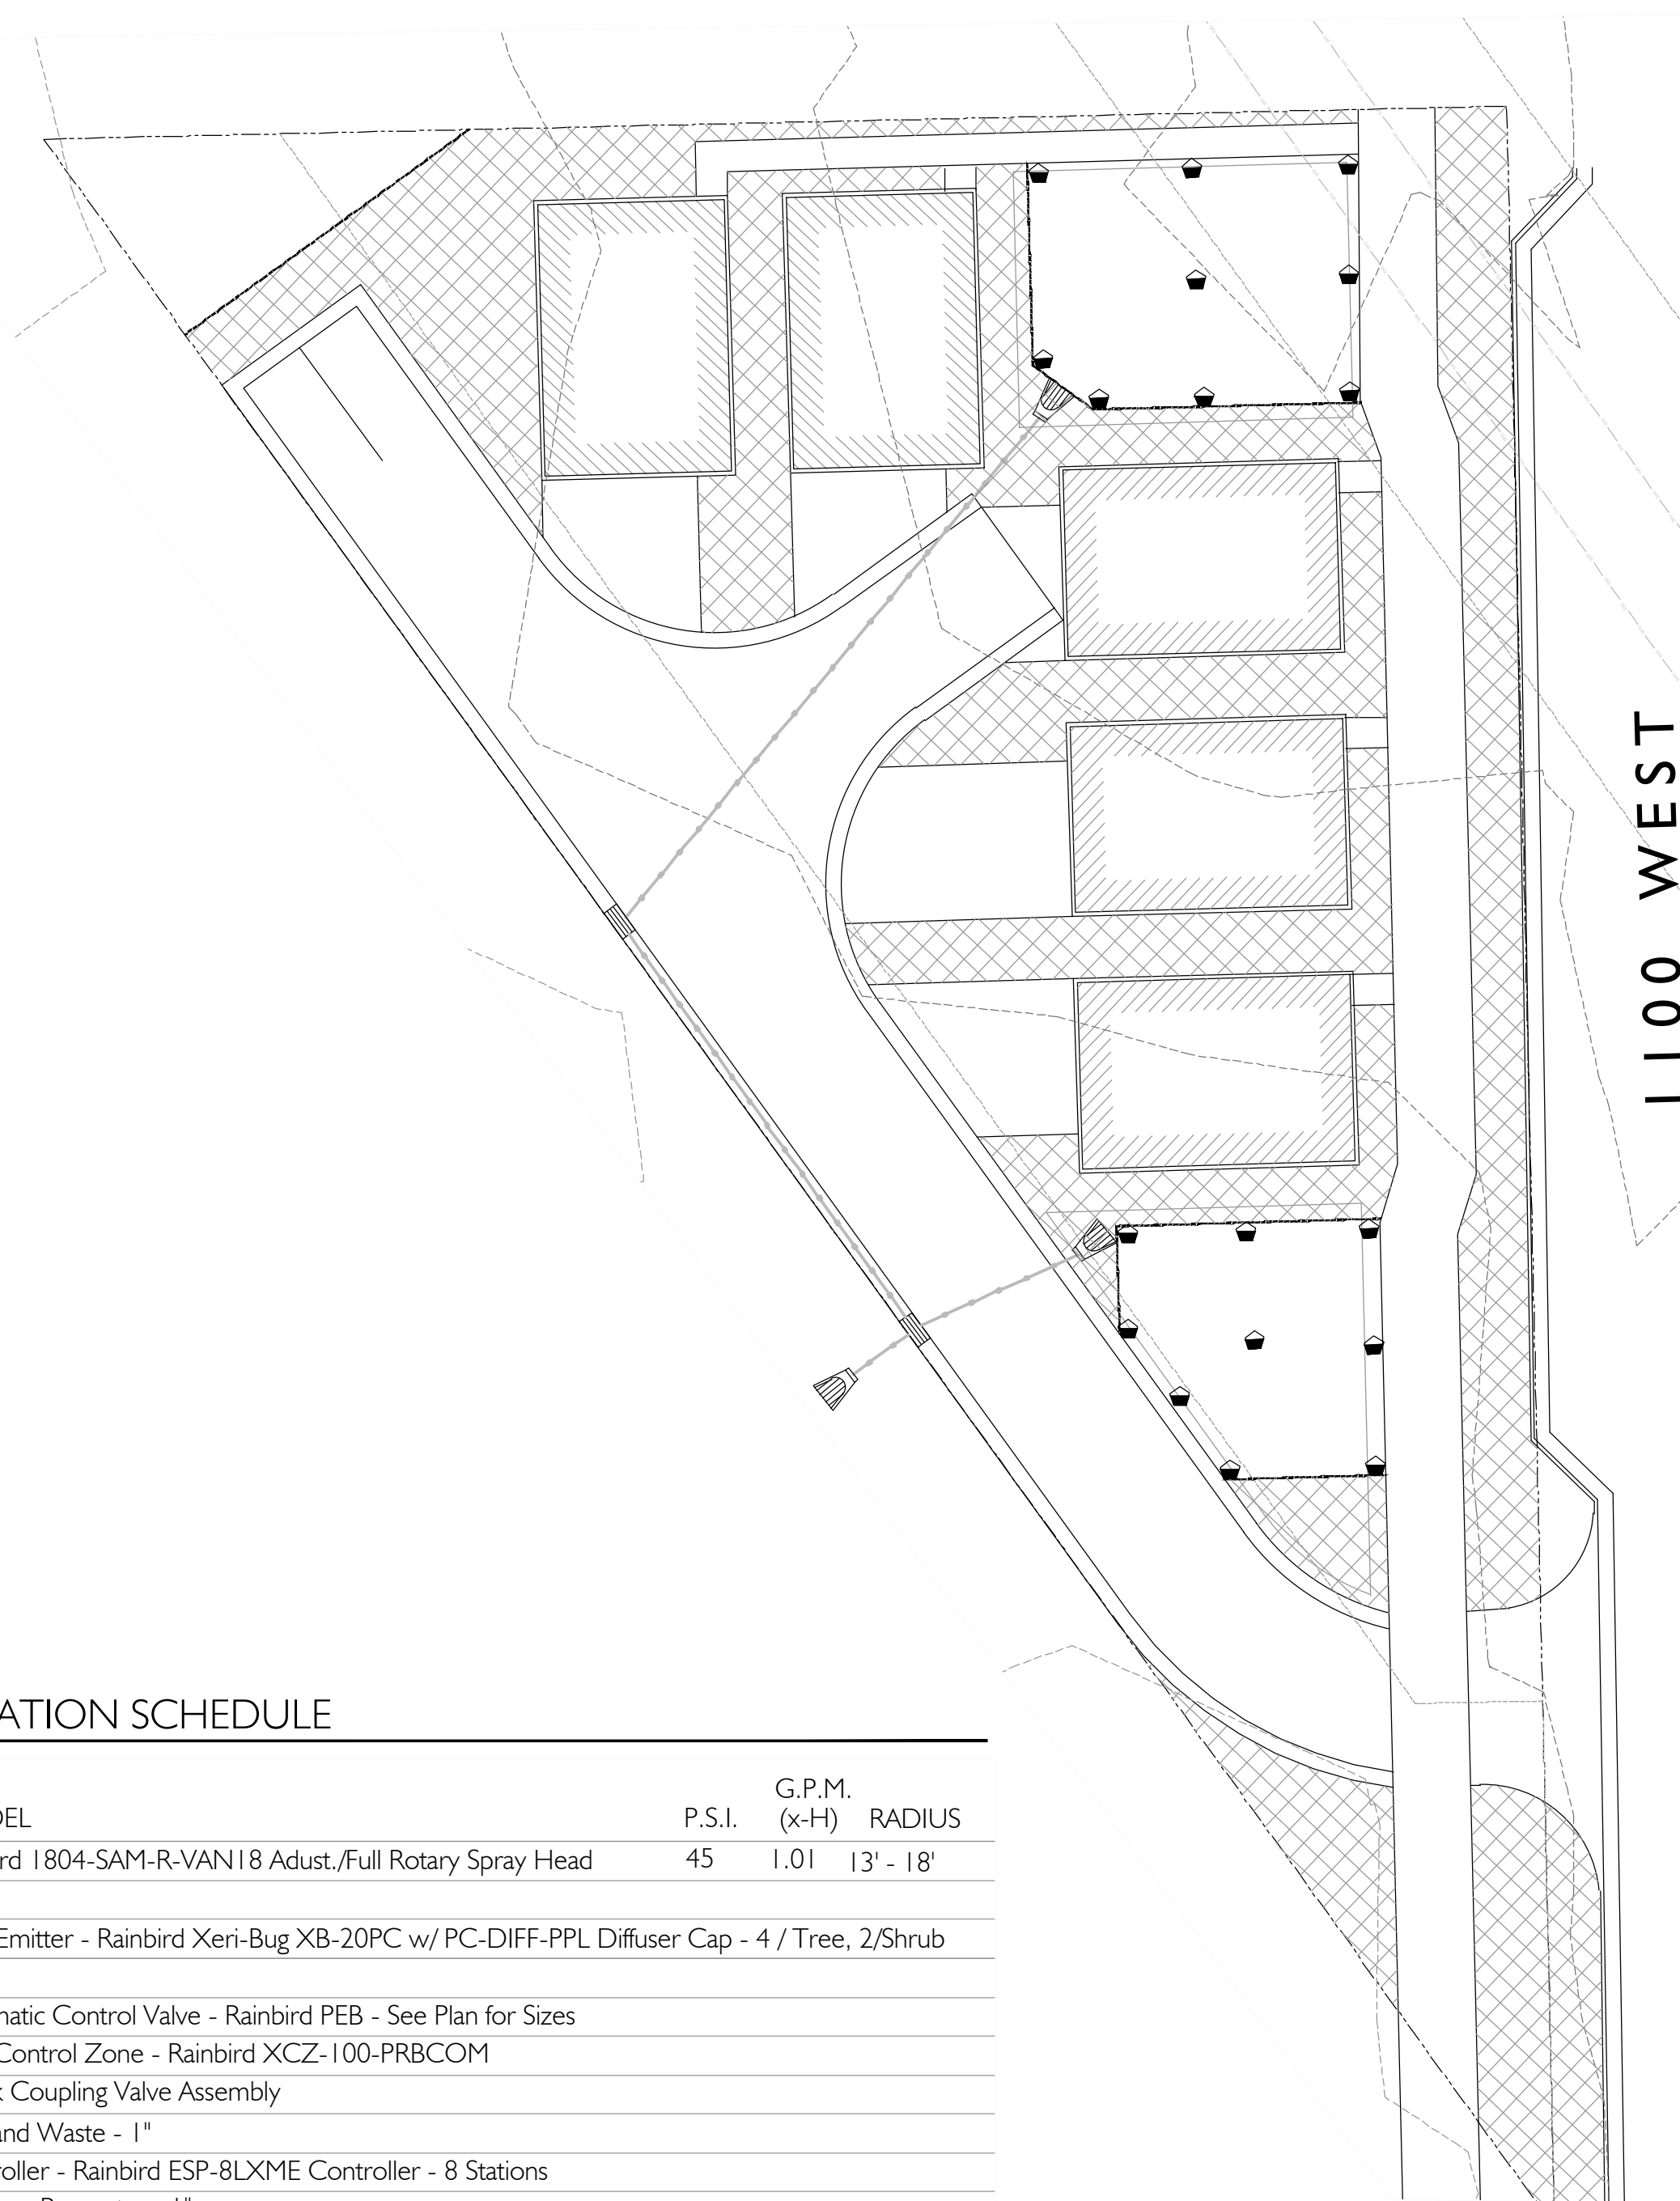 1100 WEST
ATION SCHEDULE
G.P.M.
DEL P.S.I. (x-H) RADIUS
rd 1804-SAM-R-VAN18 Adust./Full Rotary Spray Head 45 1.01 13' - 18'
Emitter - Rainbird Xeri-Bug XB-20PC w/ PC-DIFF-PPL Diffuser Cap - 4 / Tree, 2/Shrub
natic Control Valve - Rainbird PEB - See Plan for Sizes
Control Zone - Rainbird XCZ-100-PRBCOM
k Coupling Valve Assembly
and Waste - 1"
roller - Rainbird ESP-8LXME Controller - 8 Stations